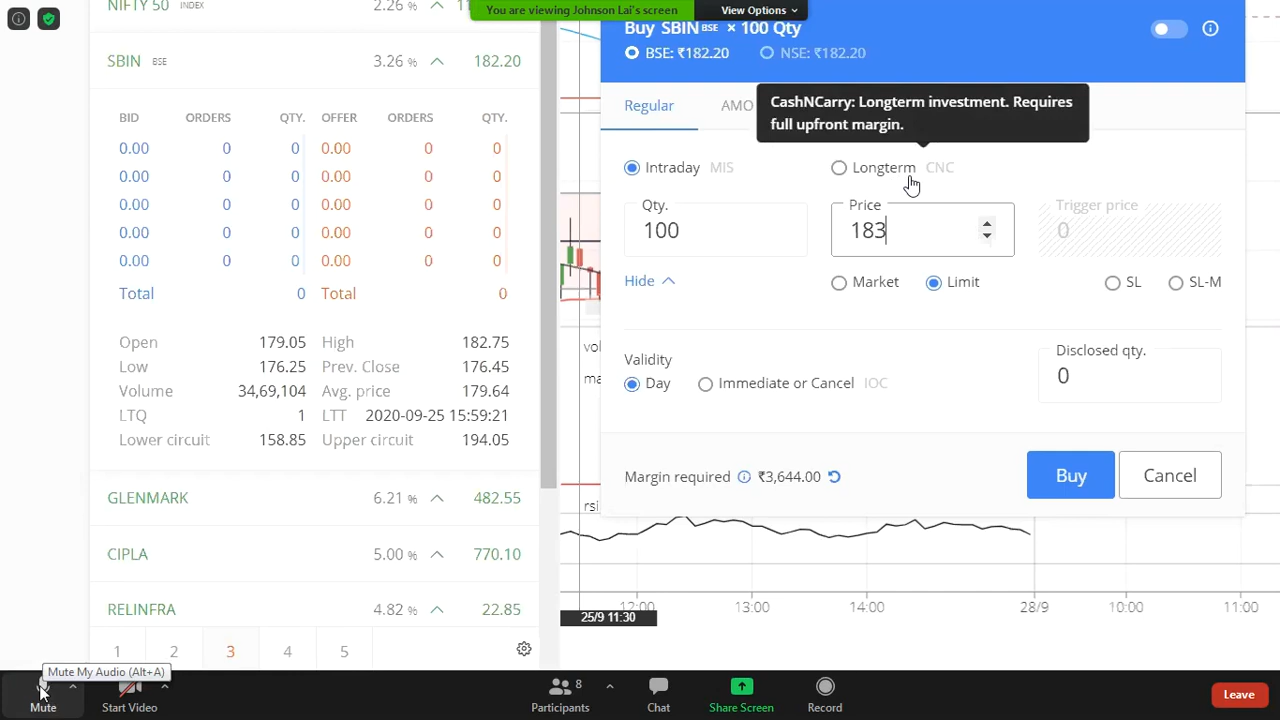 NIFTY 50 INDEX 2.26 %
You are viewing Johnson Lai's screen View Options
SBIN BSE 3.26 % 182.20
BID ORDERS QTY. OFFER ORDERS QTY.
0.00 0 0 0.00 0 0
0.00 0 0 0.00 0 0
0.00 0 0 0.00 0 0
0.00 0 0 0.00 0 0
0.00 0 0 0.00 0 0
Total 0 Total 0
Open 179.05 High 182.75
Low 176.25 Prev. Close 176.45
Volume 34,69,104 Avg. price 179.64
LTQ 1 LTT 2020-09-25 15:59:21
Lower circuit 158.85 Upper circuit 194.05
GLENMARK 6.21 % 482.55
CIPLA 5.00 % 770.10
RELINFRA 4.82 % 22.85
1 2 3 4 5
Buy SBIN BSE × 100 Qty
BSE: ₹182.20 NSE: ₹182.20
Regular AMO
CashNCarry: Longterm investment. Requires
full upfront margin.
Intraday MIS Longterm CNC
Qty. Price Trigger price
100 183 0
Hide Market Limit SL SL-M
Validity Disclosed qty.
Day Immediate or Cancel IOC 0
Margin required ₹3,644.00 Buy Cancel
rsi
12:00 13:00 14:00 28/9 10:00 11:00
25/9 11:30
Mute My Audio (Alt+A)
8
Mute Start Video Participants Chat Share Screen Record Leave